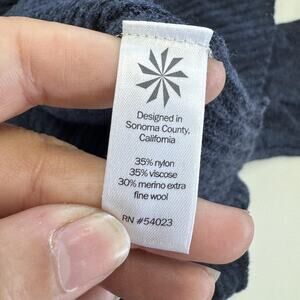 Designed in
Sonoma County,
California
35% nylon
35% viscose
30% merino extra
fine wool
RN #54023